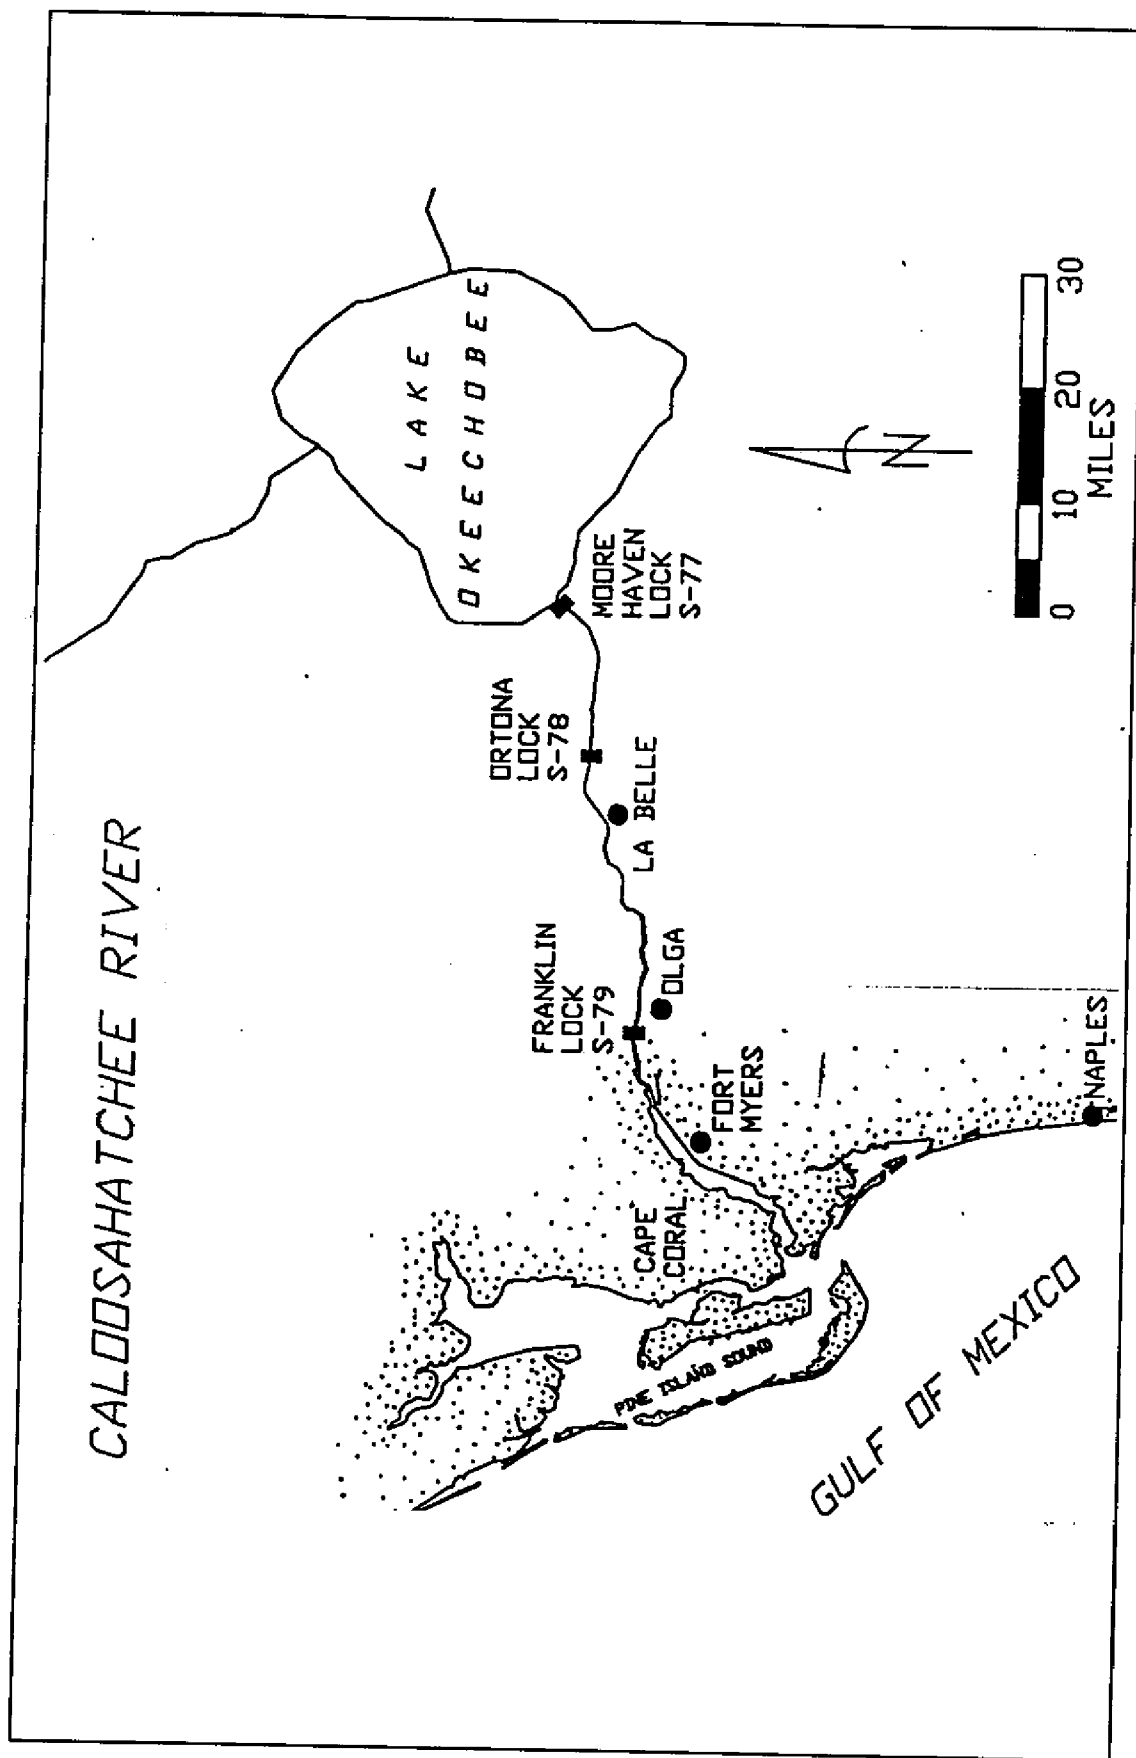 CALOOSAHATCHEE RIVER
LAKE
OKEECHOBEE
ORTONA
LOCK
S-78
MOORE
HAVEN
LOCK
S-77
FRANKLIN
LOCK
S-79
LA BELLE
OLGA
FORT
MYERS
CAPE
CORAL
PINE ISLAND SOUND
NAPLES
GULF OF MEXICO
N
0 10 20 30
MILES